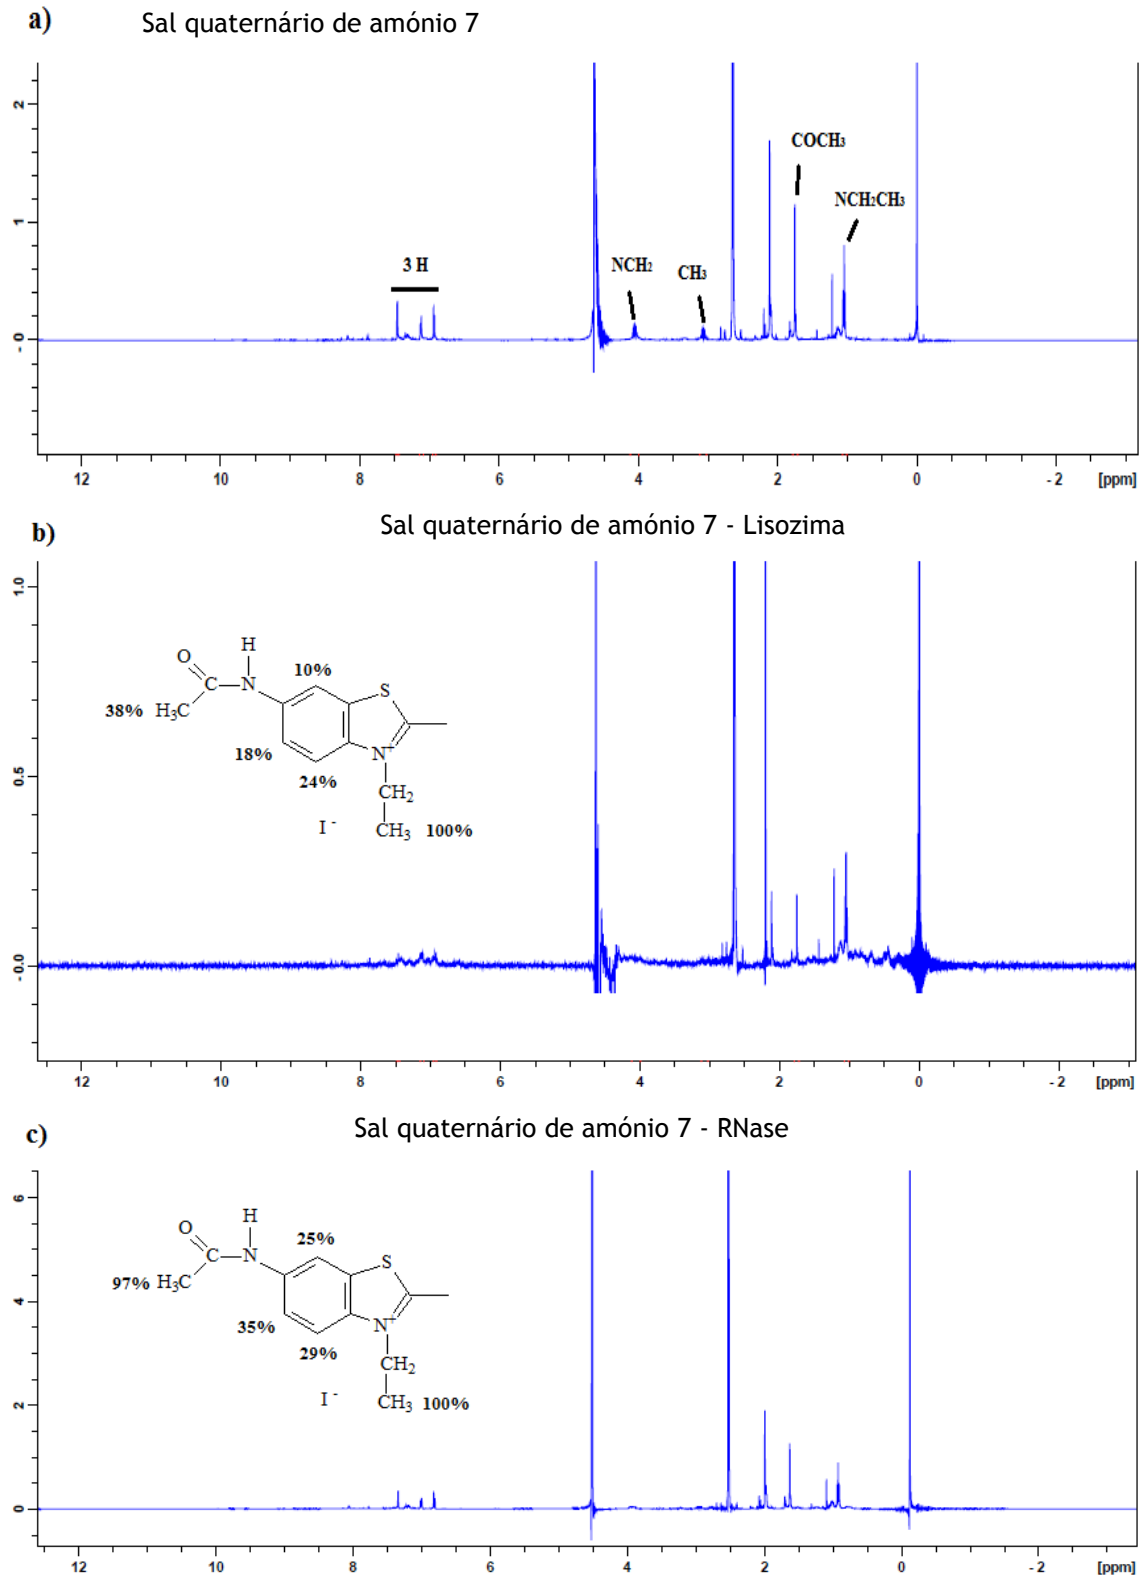 a)
Sal quaternário de amónio 7
2
1
- 0
COCH3
NCH2CH3
3 H
NCH2
CH3
12 10 8 6 4 2 0 - 2 [ppm]
b)
Sal quaternário de amónio 7 - Lisozima
1.0
0.5
- 0.0
O
H
C
N
10%
S
38% H3C
18%
24%
N+
CH2
I -
CH3 100%
12 10 8 6 4 2 0 - 2 [ppm]
c)
Sal quaternário de amónio 7 - RNase
6
4
2
0
O
H
C
N
25%
S
97% H3C
35%
29%
N+
CH2
I -
CH3 100%
12 10 8 6 4 2 0 - 2 [ppm]